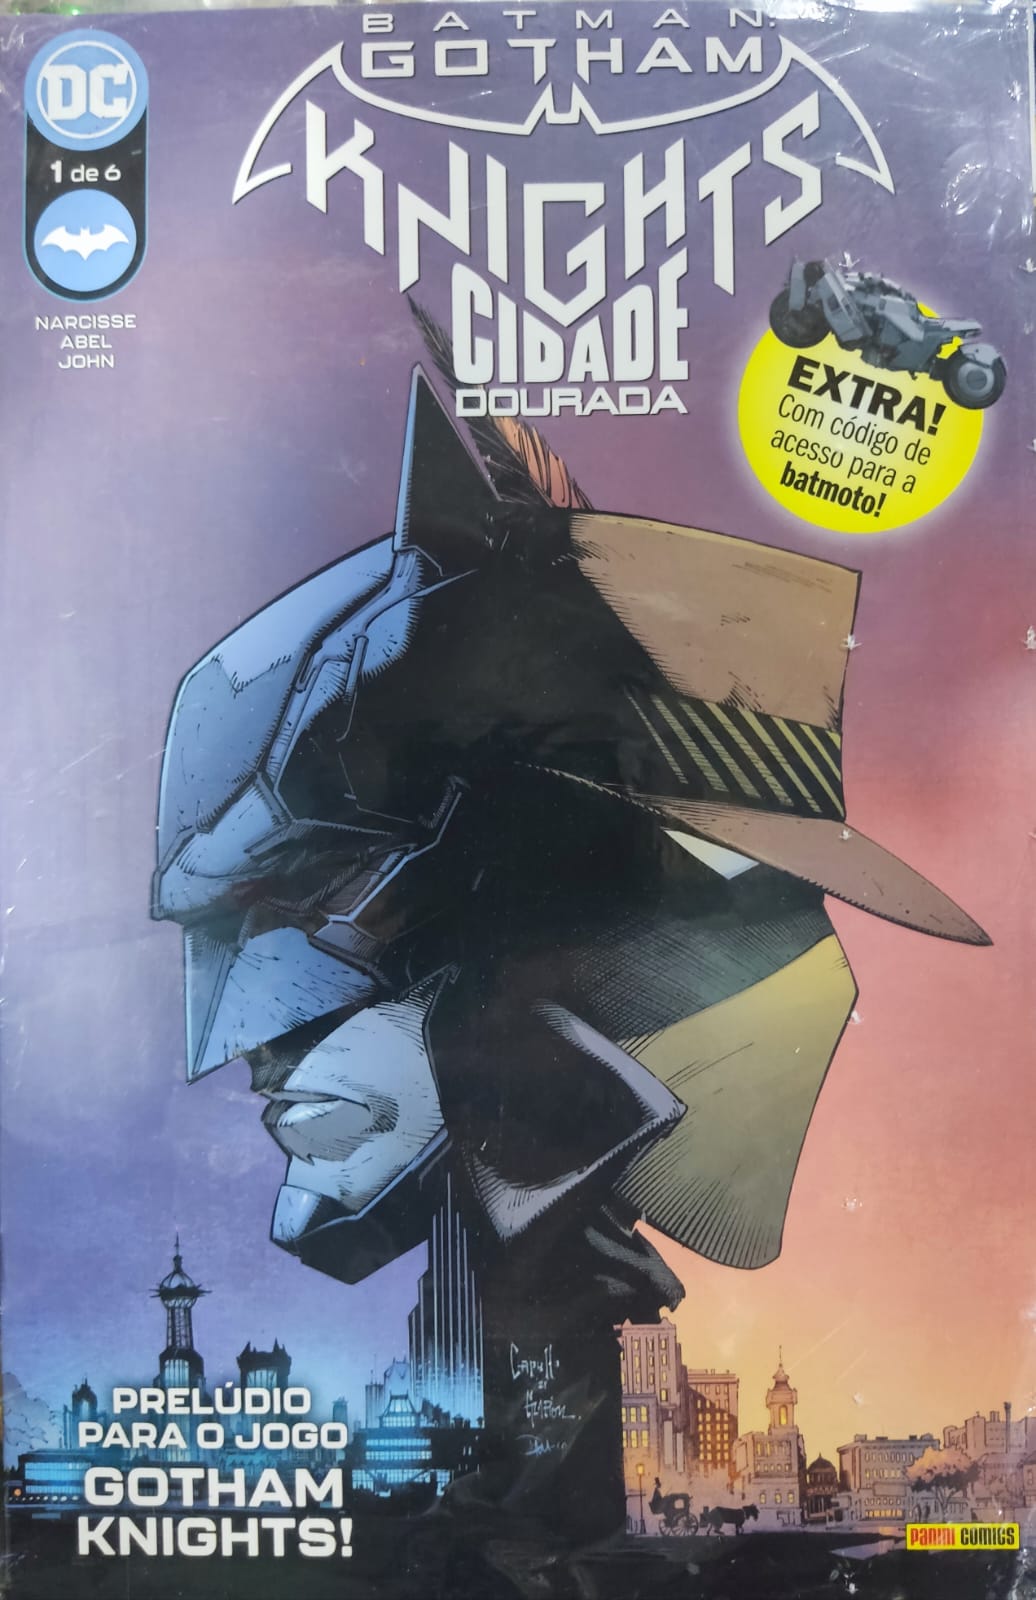 BATMAN:
GOTHAM
KNIGHTS
CIDADE
DOURADA
DC
1 de 6
NARCISSE
ABEL
JOHN
EXTRA!
Com código de
acesso para a
batmoto!
PRELÚDIO
PARA O JOGO
GOTHAM
KNIGHTS!
PANINI COMICS